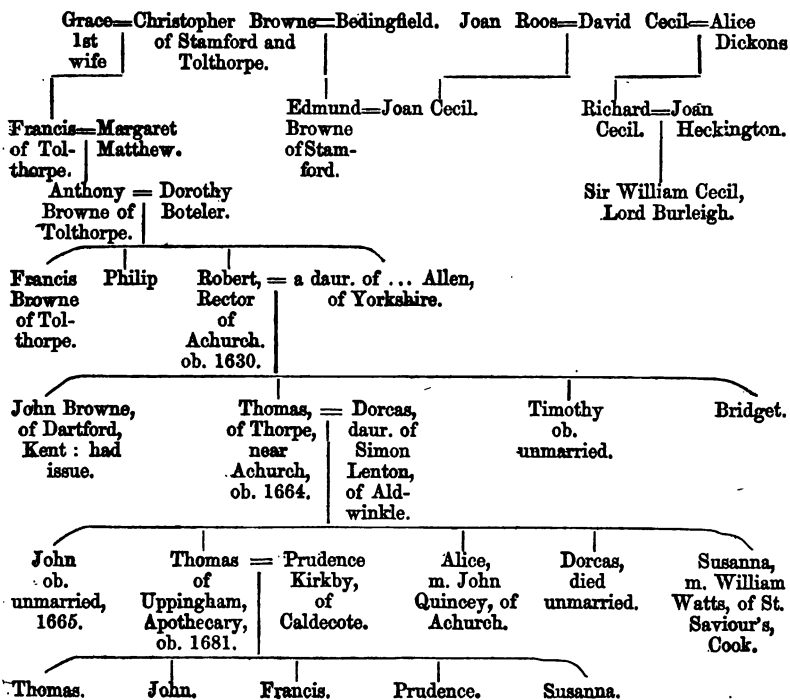 Grace=Christopher Browne=Bedingfield. Joan Roos=David Cecil=Alice
1st of Stamford and Dickons
wife Tolthorpe.
Edmund=Joan Cecil. Richard=Joan
Francis=Margaret Browne Cecil. Heckington.
of Tol- Matthew. of Stam-
thorpe. ford.
Anthony = Dorothy Sir William Cecil,
Browne of Boteler. Lord Burleigh.
Tolthorpe.
Francis Philip Robert, = a daur. of ... Allen,
Browne Rector of Yorkshire.
of Tol- of
thorpe. Achurch.
ob. 1630.
John Browne, Thomas, = Dorcas, Timothy Bridget.
of Dartford, of Thorpe, daur. of ob.
Kent : had near Simon unmarried.
issue. Achurch, Lenton,
ob. 1664. of Ald-
winkle.
John Thomas = Prudence Alice, Dorcas, Susanna,
ob. of Kirkby, m. John died m. William
unmarried, Uppingham, of Quincey, of unmarried. Watts, of St.
1665. Apothecary, Caldecote. Achurch. Saviour's,
ob. 1681. Cook.
Thomas. John. Francis. Prudence. Susanna.